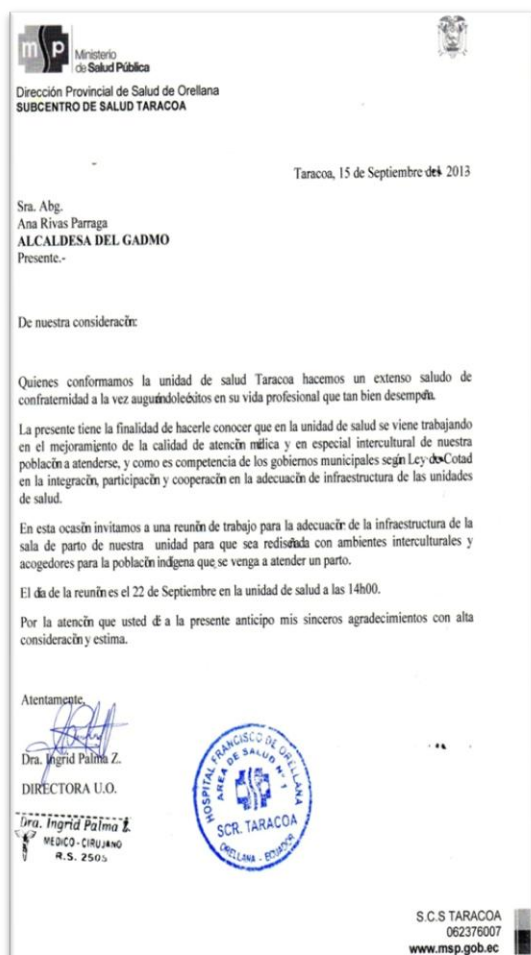 msp
Ministerio
de Salud Pública
Dirección Provincial de Salud de Orellana
SUBCENTRO DE SALUD TARACOA
Taracoa, 15 de Septiembre del 2013
Sra. Abg.
Ana Rivas Parraga
ALCALDESA DEL GADMO
Presente.-
De nuestra consideración:
Quienes conformamos la unidad de salud Taracoa hacemos un extenso saludo de
confraternidad a la vez augurándole éxitos en su vida profesional que tan bien desempeña.
La presente tiene la finalidad de hacerle conocer que en la unidad de salud se viene trabajando
en el mejoramiento de la calidad de atención médica y en especial intercultural de nuestra
población a atenderse, y como es competencia de los gobiernos municipales según Ley de Cotad
en la integración, participación y cooperación en la adecuación de infraestructura de las unidades
de salud.
En esta ocasión invitamos a una reunión de trabajo para la adecuación de la infraestructura de la
sala de parto de nuestra unidad para que sea rediseñada con ambientes interculturales y
acogedores para la población indígena que se venga a atender un parto.
El día de la reunión es el 22 de Septiembre en la unidad de salud a las 14h00.
Por la atención que usted dé a la presente anticipo mis sinceros agradecimientos con alta
consideración y estima.
Atentamente,
Dra. Ingrid Palma Z.
DIRECTORA U.O.
Dra. Ingrid Palma Z.
MEDICO - CIRUJANO
R.S. 2505
HOSPITAL FRANCISCO DE ORELLANA
AREA DE SALUD Nº 1
SCR. TARACOA
ORELLANA - ECUADOR
S.C.S TARACOA
062376007
www.msp.gob.ec